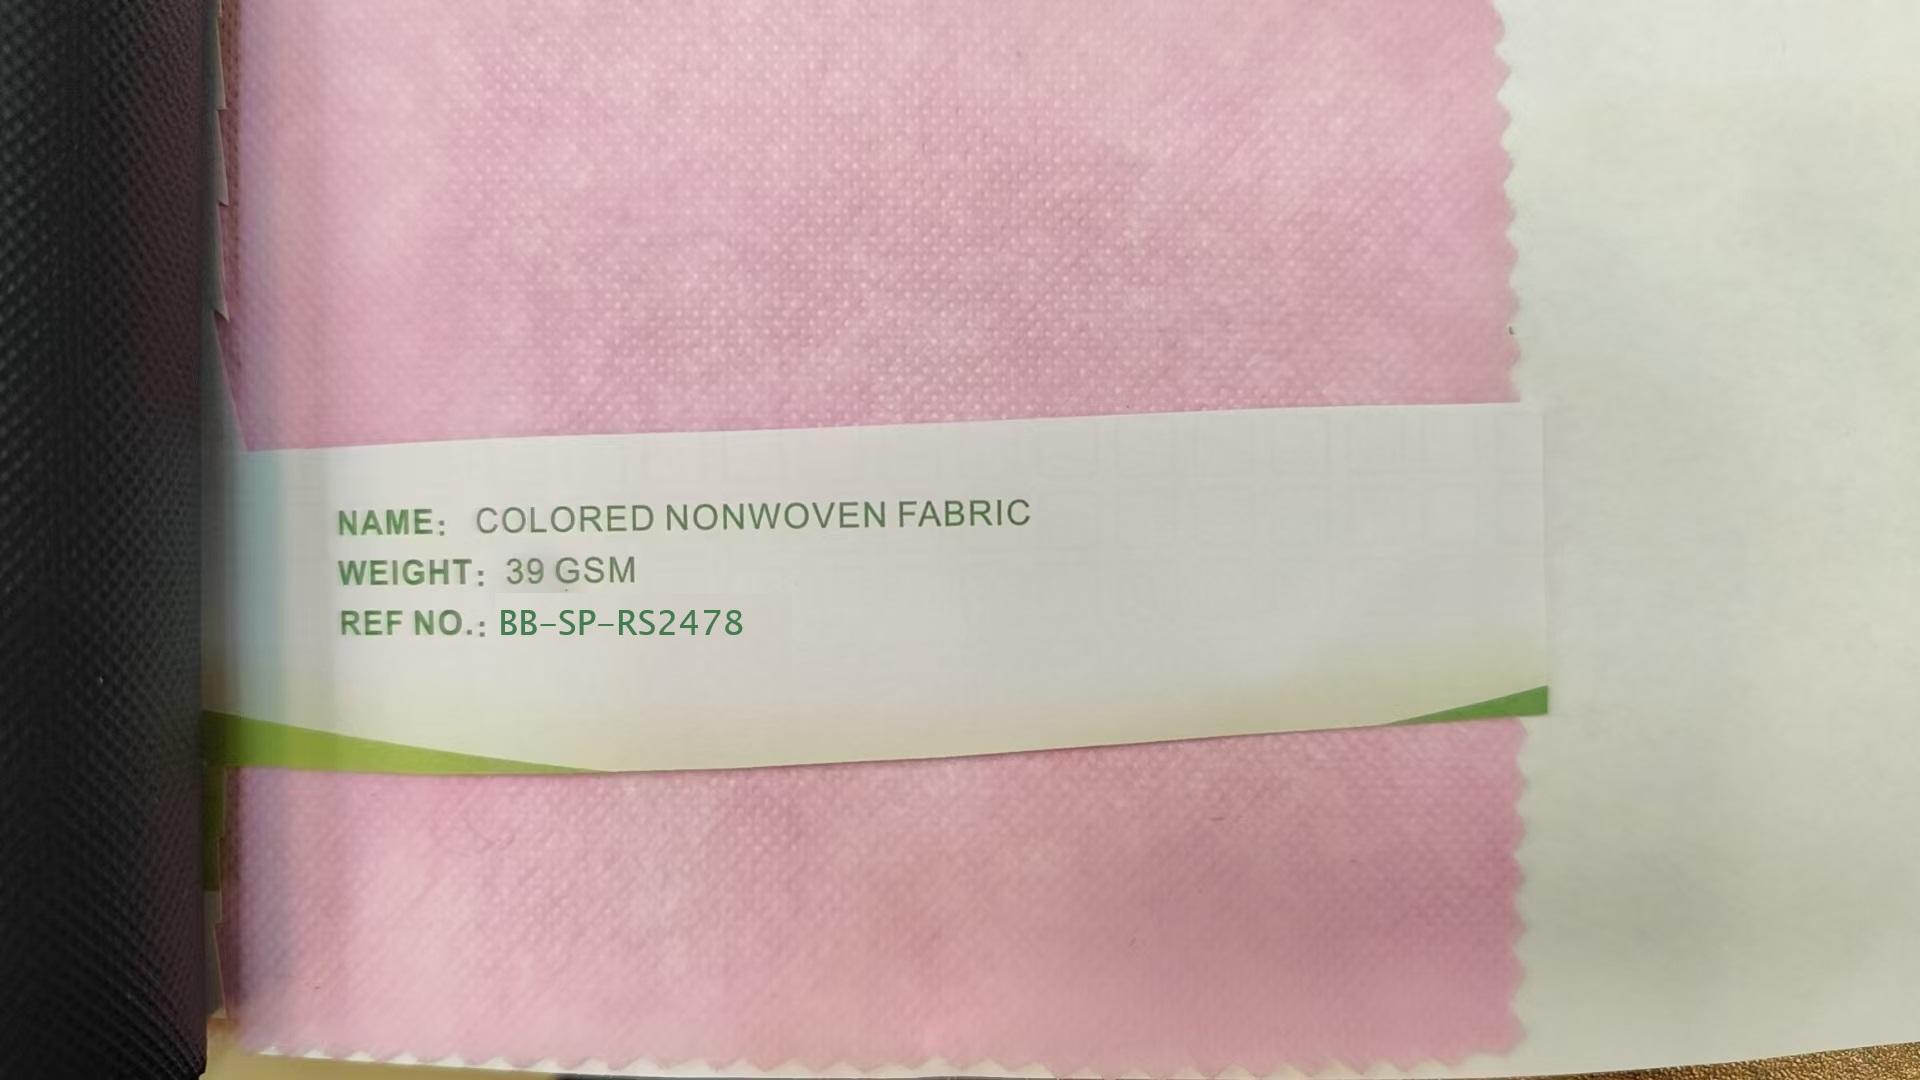 NAME: COLORED NONWOVEN FABRIC
WEIGHT: 39 GSM
REF NO.: BB-SP-RS2478